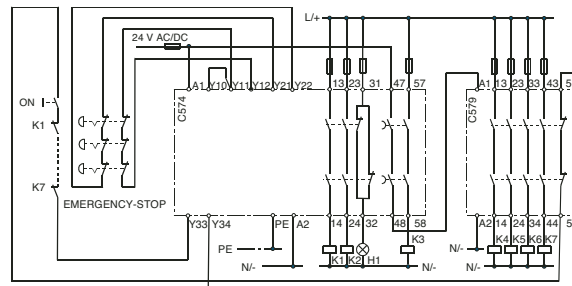 L/+
24 V AC/DC
A1 Y10 Y11 Y12 Y21 Y22 13 23 31 47 57 A1 13 23 33 43 5
C574 C579
ON
K1
K7
EMERGENCY-STOP
Y33 Y34 PE A2 14 24 32 48 58 A2 14 24 34 44 5
K1 K2 H1 K3 K4 K5 K6 K7
PE N/-
N/- N/- N/-